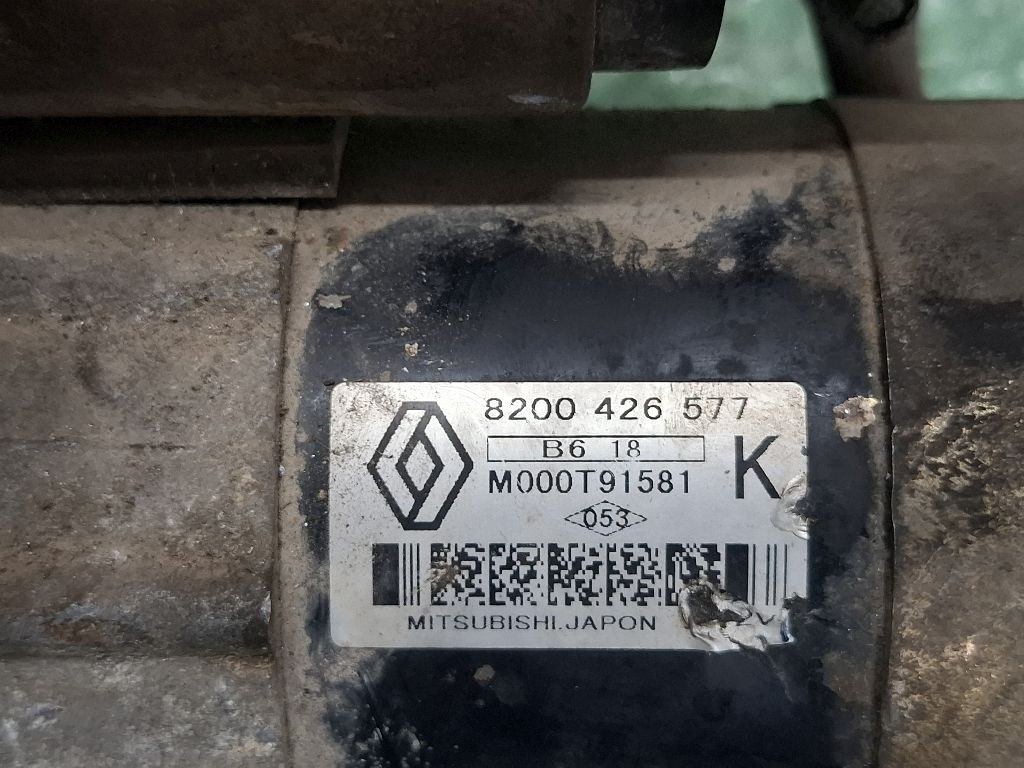 8200 426 577
B6 18
K
M000T91581
053
MITSUBISHI.JAPON